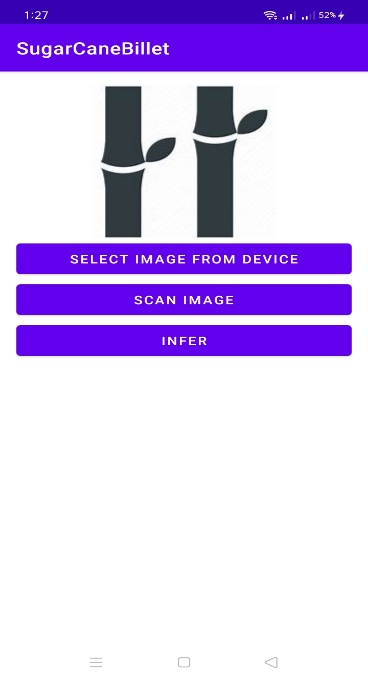 1:27
52%
SugarCaneBillet
SELECT IMAGE FROM DEVICE
SCAN IMAGE
INFER